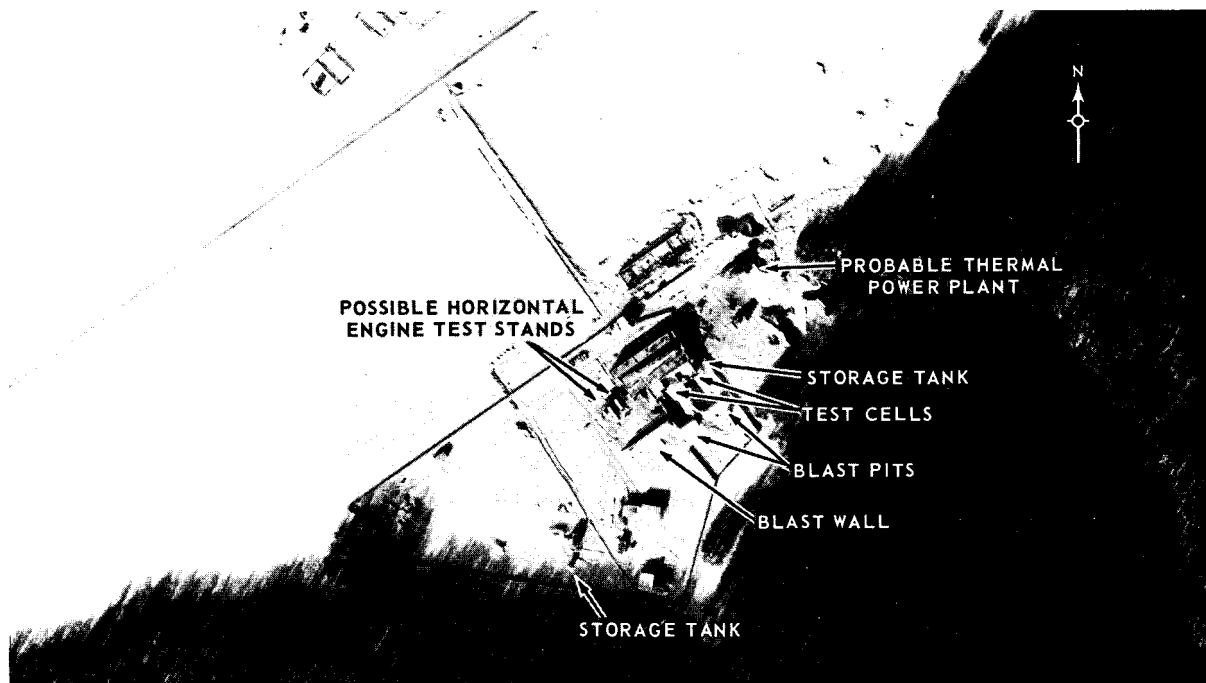 N
PROBABLE THERMAL
POWER PLANT
POSSIBLE HORIZONTAL
ENGINE TEST STANDS
STORAGE TANK
TEST CELLS
BLAST PITS
BLAST WALL
STORAGE TANK